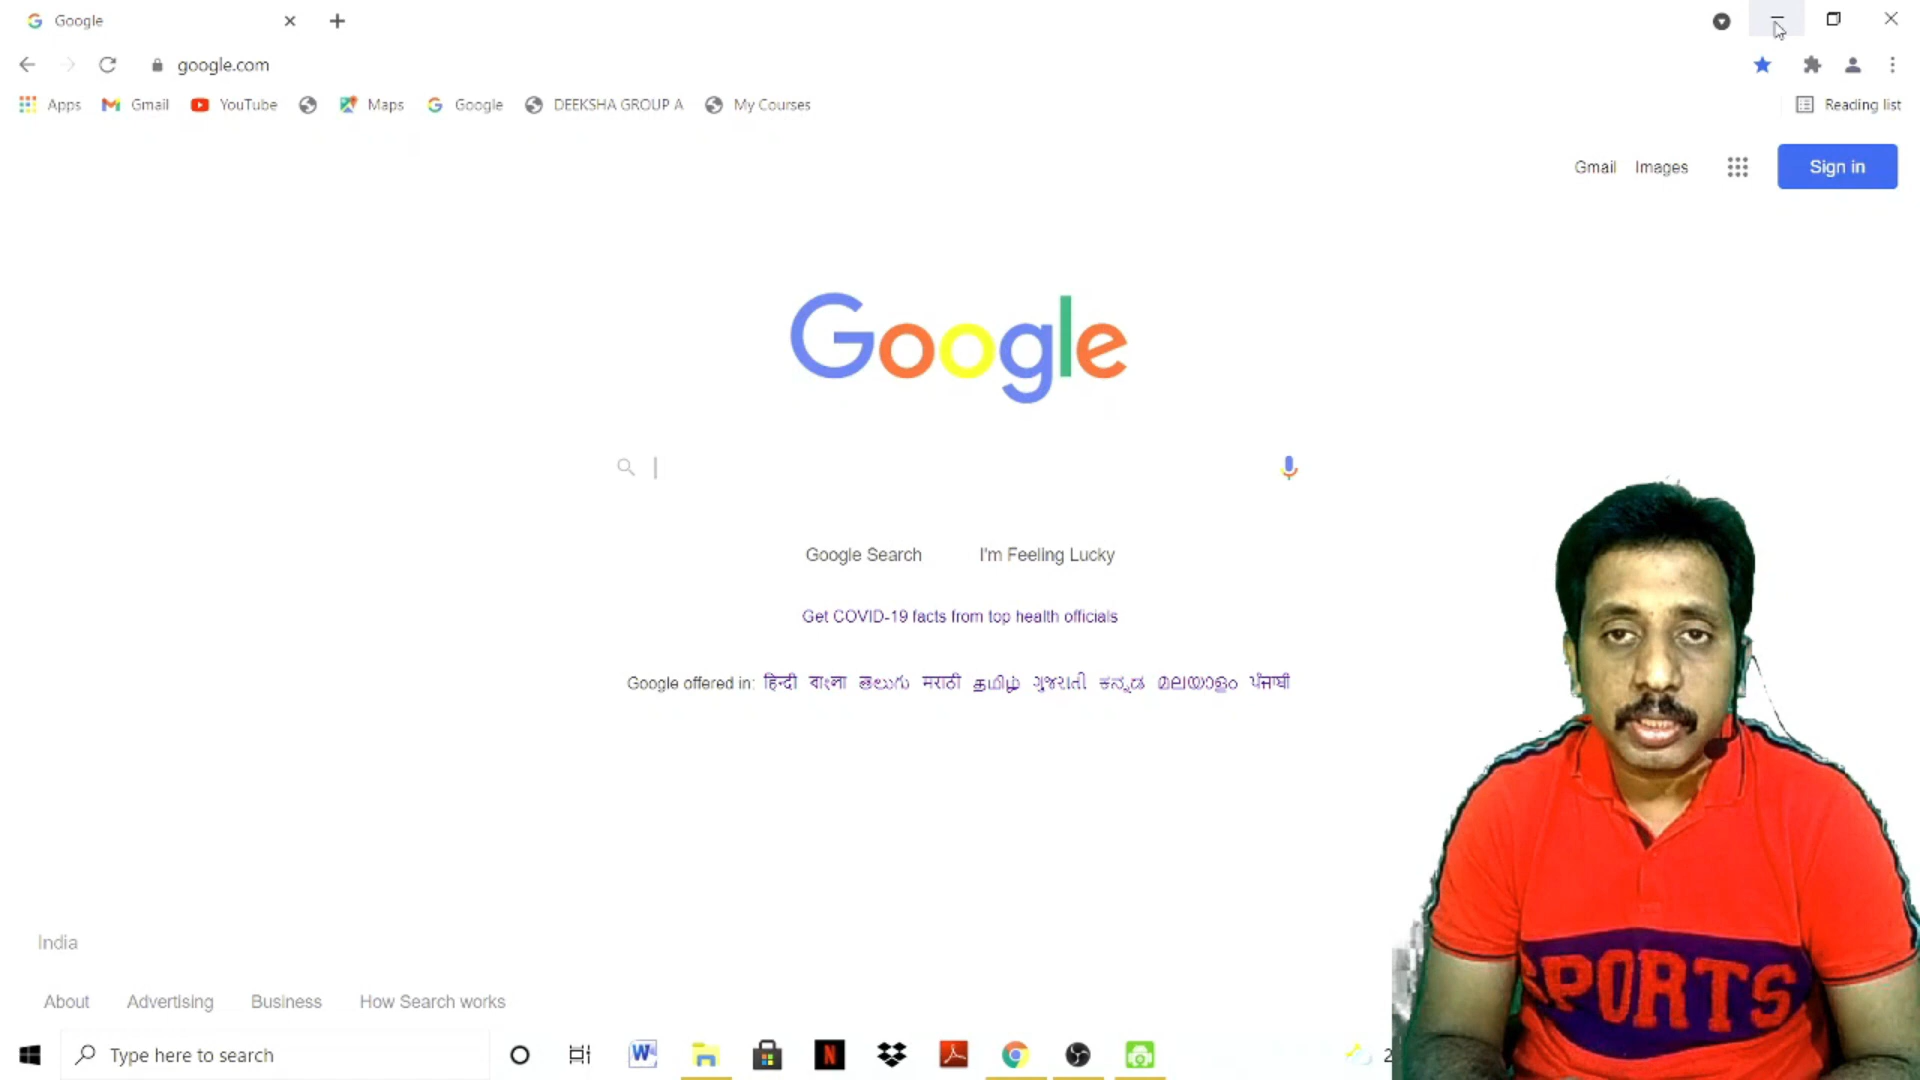 Google
google.com
Apps Gmail YouTube Maps Google DEEKSHA GROUP A My Courses Reading list
Gmail Images Sign in
Google
Google Search I'm Feeling Lucky
Get COVID-19 facts from top health officials
Google offered in: हिन्दी বাংলা తెలుగు मराठी தமிழ் ગુજરાતી ಕನ್ನಡ മലയാളം ਪੰਜਾਬੀ
India
About Advertising Business How Search works
SPORTS
Type here to search W N 2